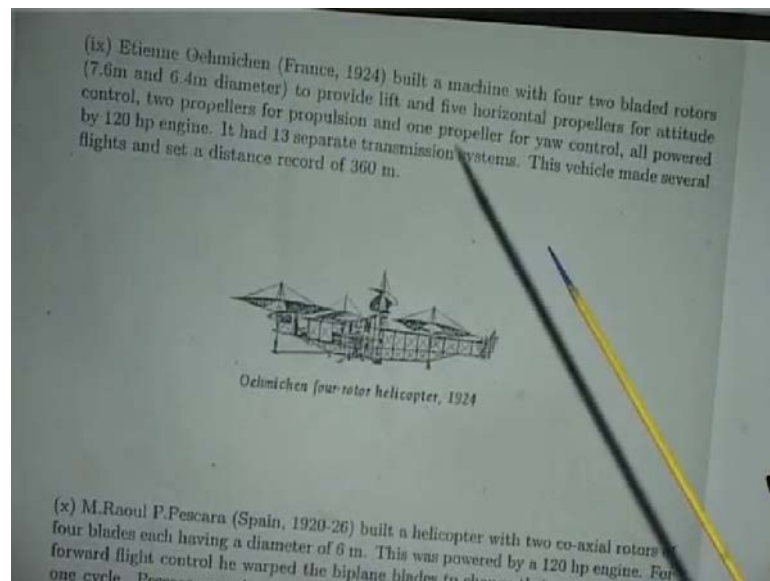 (ix) Etienne Oehmichen (France, 1924) built a machine with four two bladed rotors
(7.6m and 6.4m diameter) to provide lift and five horizontal propellers for attitude
control, two propellers for propulsion and one propeller for yaw control, all powered
by 120 hp engine. It had 13 separate transmission systems. This vehicle made several
flights and set a distance record of 360 m.
Oehmichen four-rotor helicopter, 1924
(x) M.Raoul P.Pescara (Spain, 1920-26) built a helicopter with two co-axial rotors of
four blades each having a diameter of 6 m. This was powered by a 120 hp engine. For
forward flight control he warped the biplane blades to
one cycle.